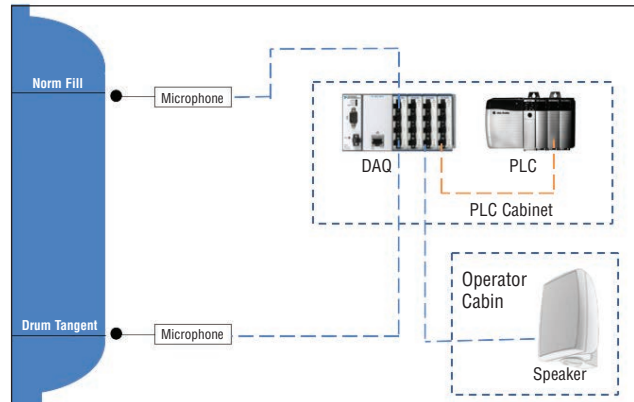 Norm Fill
Microphone
DAQ
PLC
PLC Cabinet
Operator
Cabin
Drum Tangent
Microphone
Speaker